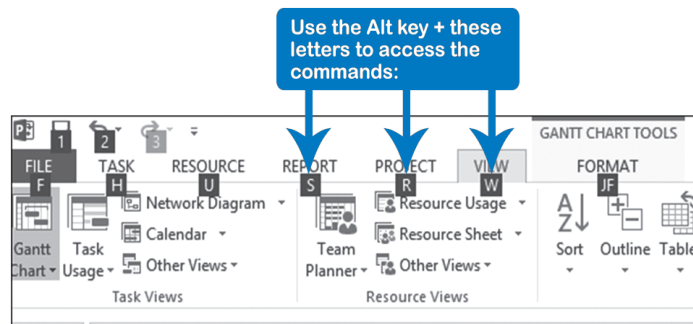 Use the Alt key + these
letters to access the
commands:
P
1 2 3
GANTT CHART TOOLS
FILE TASK RESOURCE REPORT PROJECT VIEW FORMAT
F H U S R W JF
Network Diagram Resource Usage
A
Z
Calendar Resource Sheet
Gantt Task Team Sort Outline Table
Chart Usage Other Views Planner Other Views
Task Views Resource Views